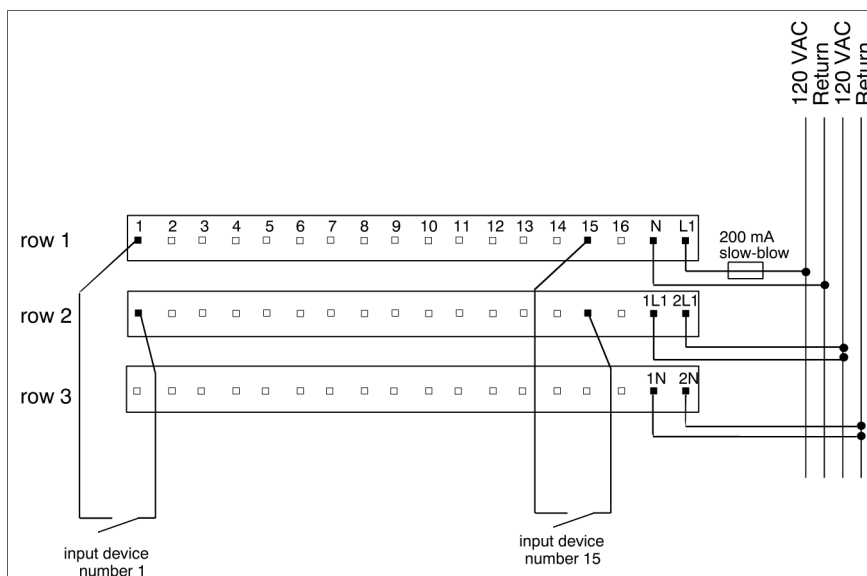 120 VAC
Return
120 VAC
Return
row 1
1 2 3 4 5 6 7 8 9 10 11 12 13 14 15 16 N L1
200 mA
slow-blow
row 2
1L1 2L1
row 3
1N 2N
input device
number 1
input device
number 15